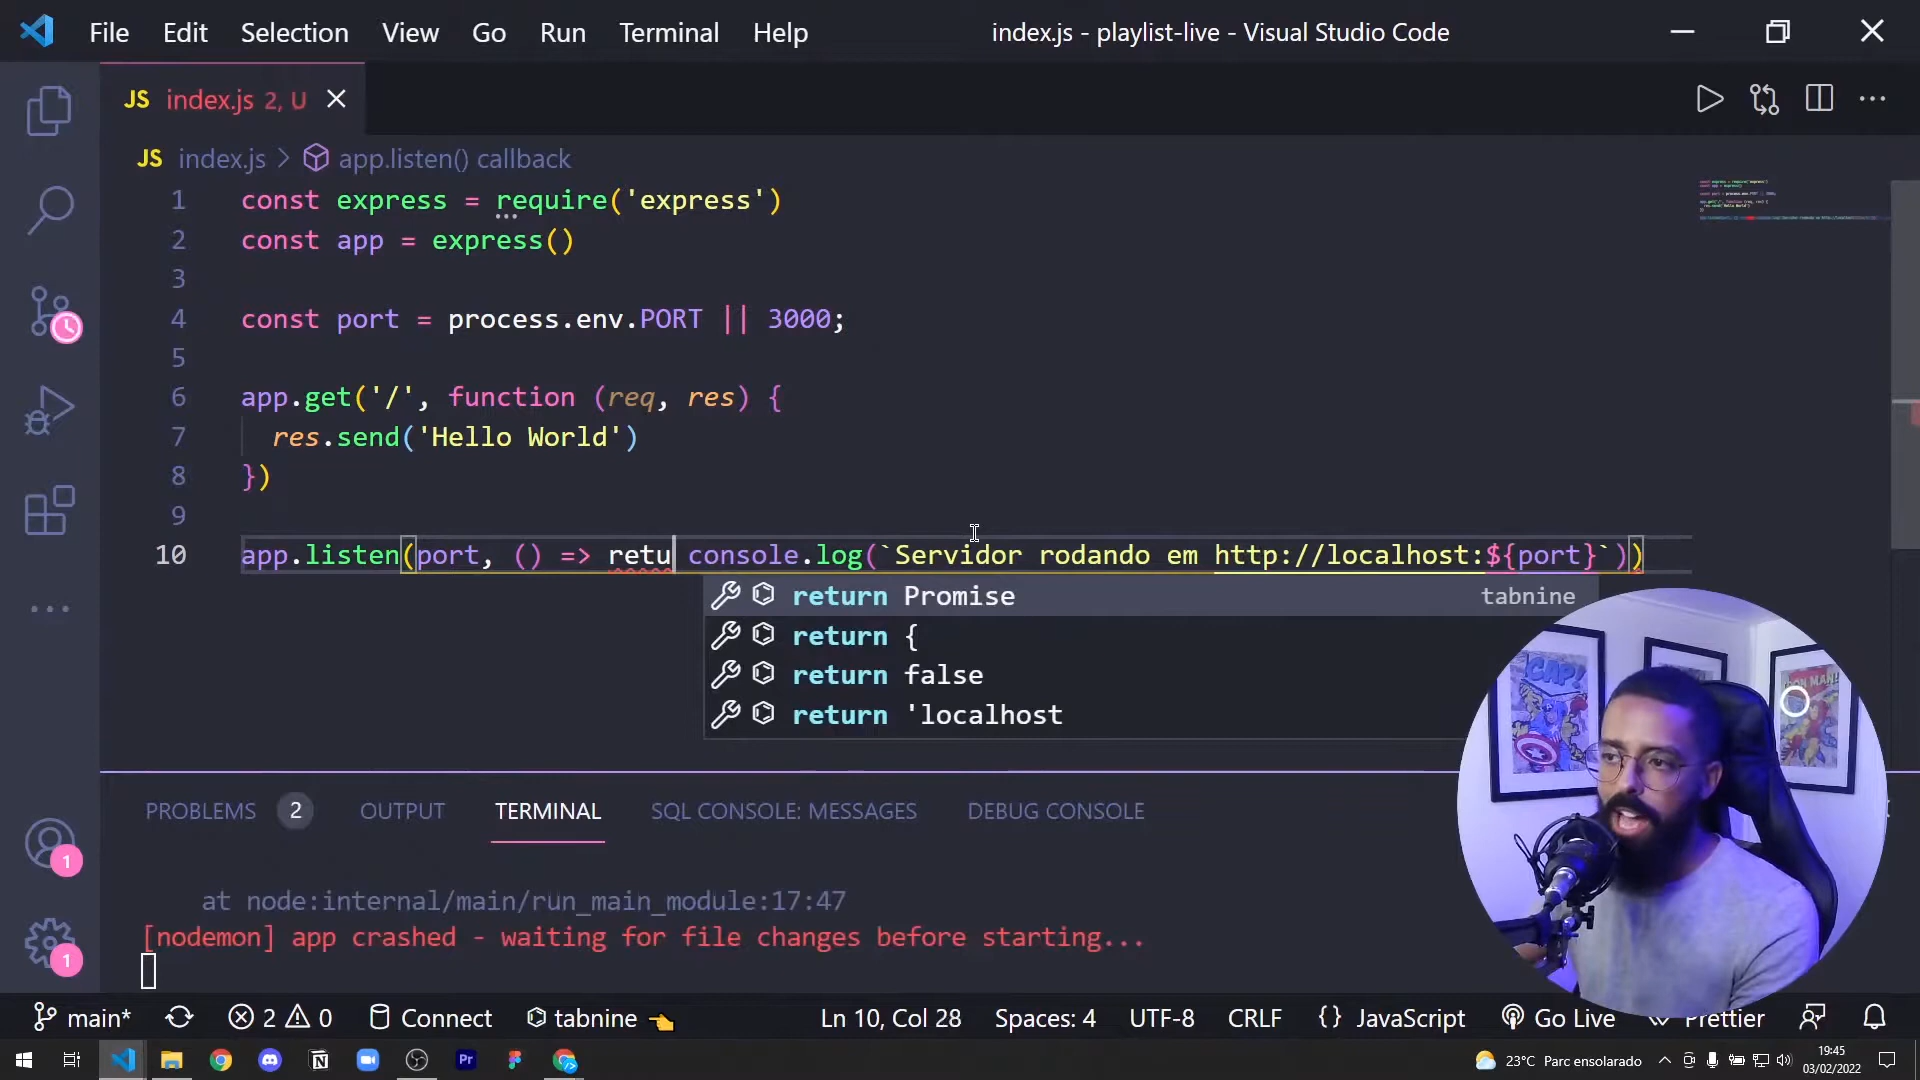 File Edit Selection View Go Run Terminal Help index.js - playlist-live - Visual Studio Code
JS index.js 2, U
JS index.js > app.listen() callback
1 const express = require('express')
2 const app = express()
3
4 const port = process.env.PORT || 3000;
5
6 app.get('/', function (req, res) {
7 res.send('Hello World')
8 })
9
10 app.listen(port, () => retu console.log(`Servidor rodando em http://localhost:${port}`))
return Promise tabnine
return {
return false
return 'localhost
PROBLEMS 2 OUTPUT TERMINAL SQL CONSOLE: MESSAGES DEBUG CONSOLE
at node:internal/main/run_main_module:17:47
[nodemon] app crashed - waiting for file changes before starting...
1
1
main* 2 0 Connect tabnine Ln 10, Col 28 Spaces: 4 UTF-8 CRLF {} JavaScript Go Live Prettier
CAP!
IRON MAN!
23°C Parc ensolarado 19:45
03/02/2022